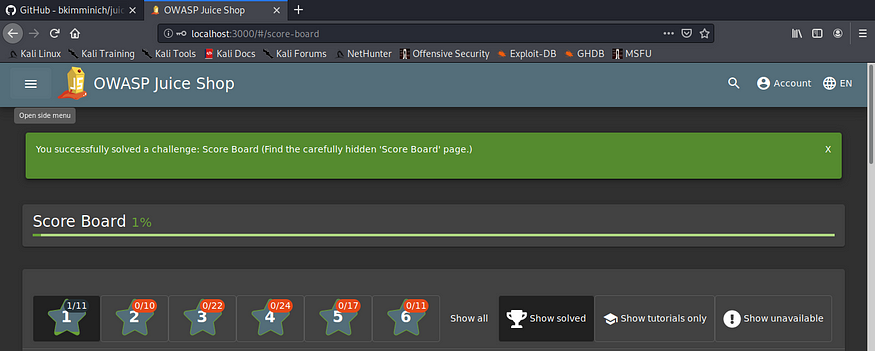 GitHub - bkimminich/juic
OWASP Juice Shop
localhost:3000/#/score-board
Kali Linux Kali Training Kali Tools Kali Docs Kali Forums NetHunter Offensive Security Exploit-DB GHDB MSFU
JS OWASP Juice Shop Account EN
Open side menu
You successfully solved a challenge: Score Board (Find the carefully hidden 'Score Board' page.) X
Score Board 1%
1/11 0/10 0/22 0/24 0/17 0/11
1 2 3 4 5 6 Show all Show solved Show tutorials only Show unavailable